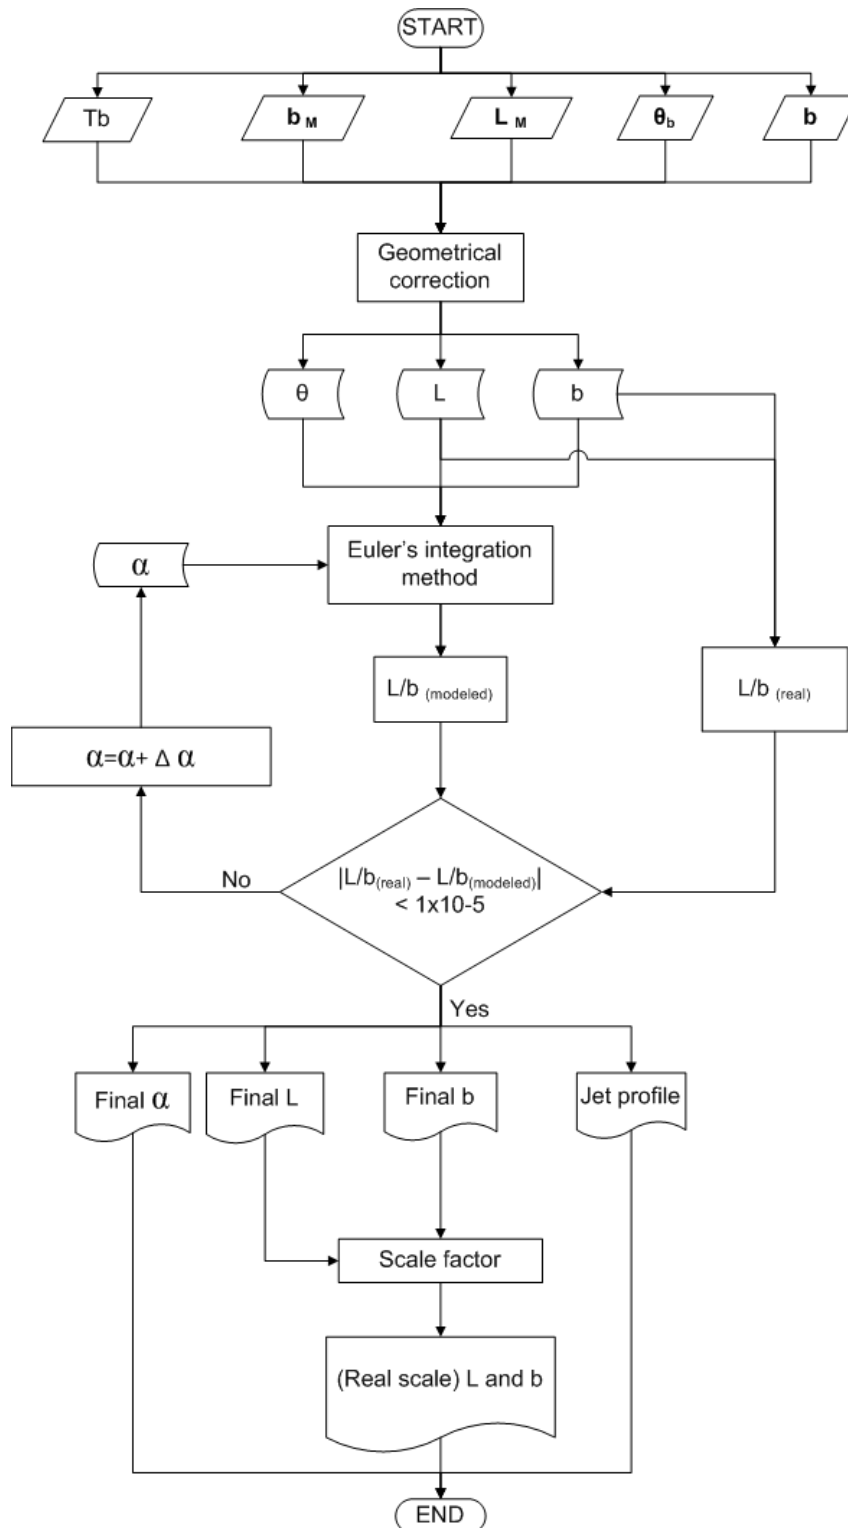 START
Tb
b M
L M
θb
b
Geometrical
correction
θ
L
b
Euler's integration
method
α
L/b (modeled)
L/b (real)
α=α+ Δ α
|L/b(real) – L/b(modeled)|
< 1x10-5
No
Yes
Final α
Final L
Final b
Jet profile
Scale factor
(Real scale) L and b
END